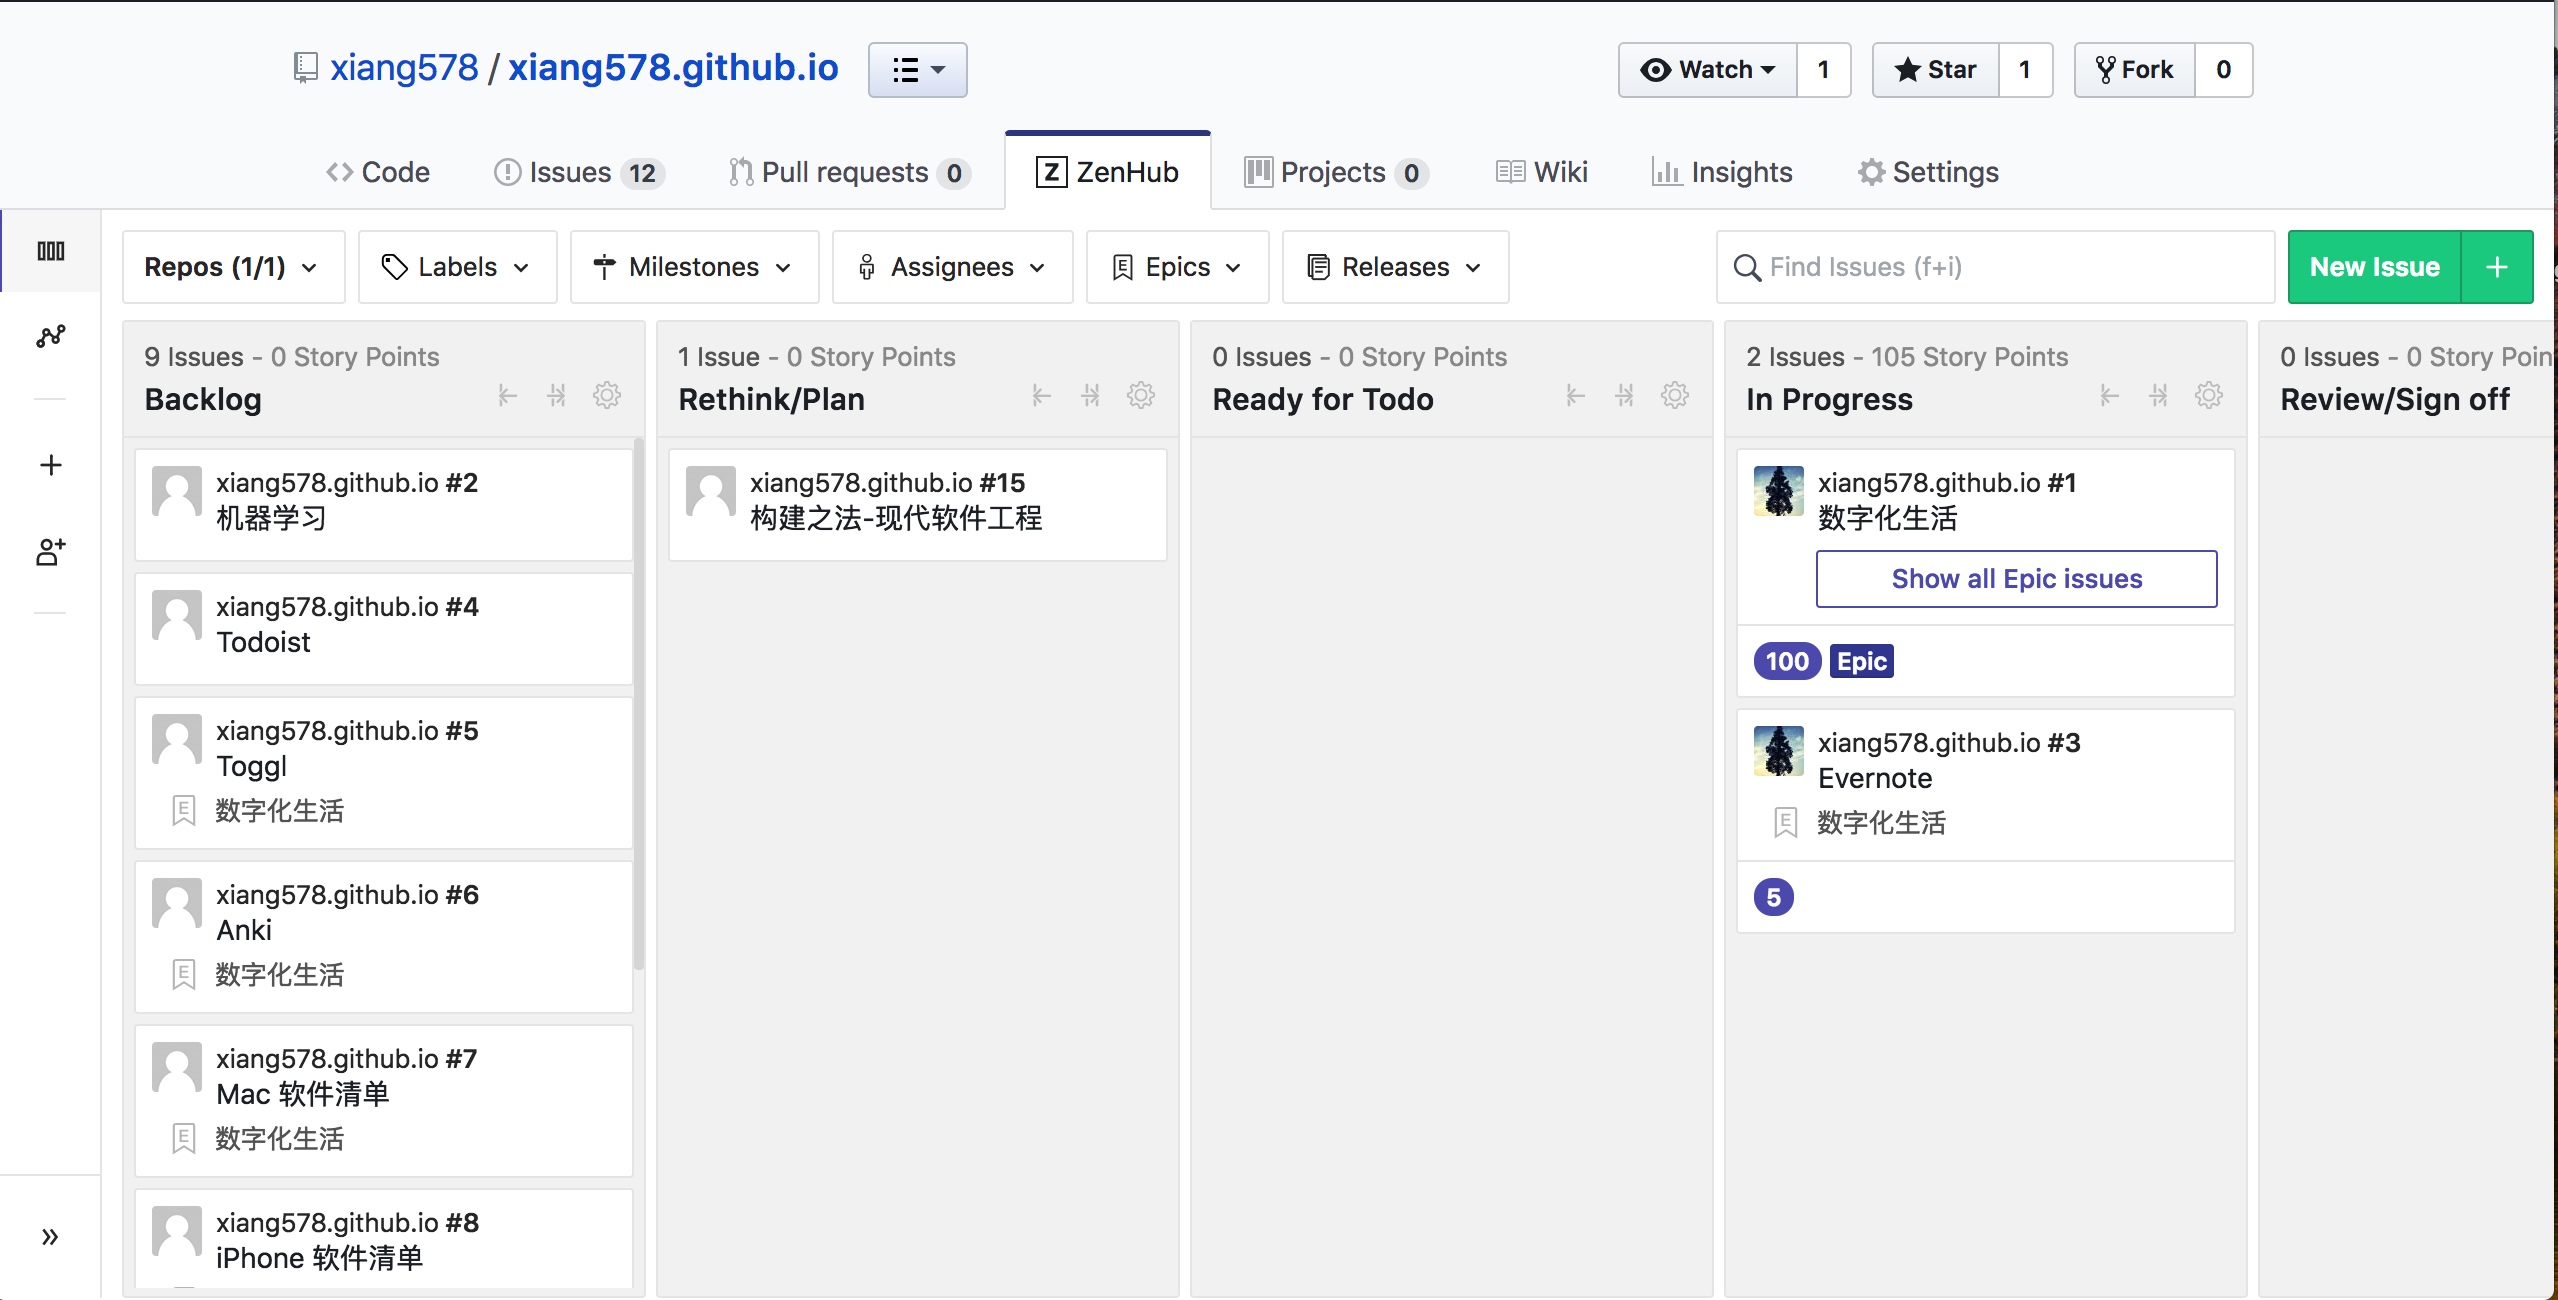 xiang578 / xiang578.github.io
Watch 1
Star 1
Fork 0
Code
Issues 12
Pull requests 0
Z ZenHub
Projects 0
Wiki
Insights
Settings
Repos (1/1)
Labels
Milestones
Assignees
E Epics
Releases
Find Issues (f+i)
New Issue +
9 Issues - 0 Story Points
Backlog
xiang578.github.io #2
机器学习
xiang578.github.io #4
Todoist
xiang578.github.io #5
Toggl
E 数字化生活
xiang578.github.io #6
Anki
E 数字化生活
xiang578.github.io #7
Mac 软件清单
E 数字化生活
xiang578.github.io #8
iPhone 软件清单
1 Issue - 0 Story Points
Rethink/Plan
xiang578.github.io #15
构建之法-现代软件工程
0 Issues - 0 Story Points
Ready for Todo
2 Issues - 105 Story Points
In Progress
xiang578.github.io #1
数字化生活
Show all Epic issues
100 Epic
xiang578.github.io #3
Evernote
E 数字化生活
5
0 Issues - 0 Story Poin
Review/Sign off